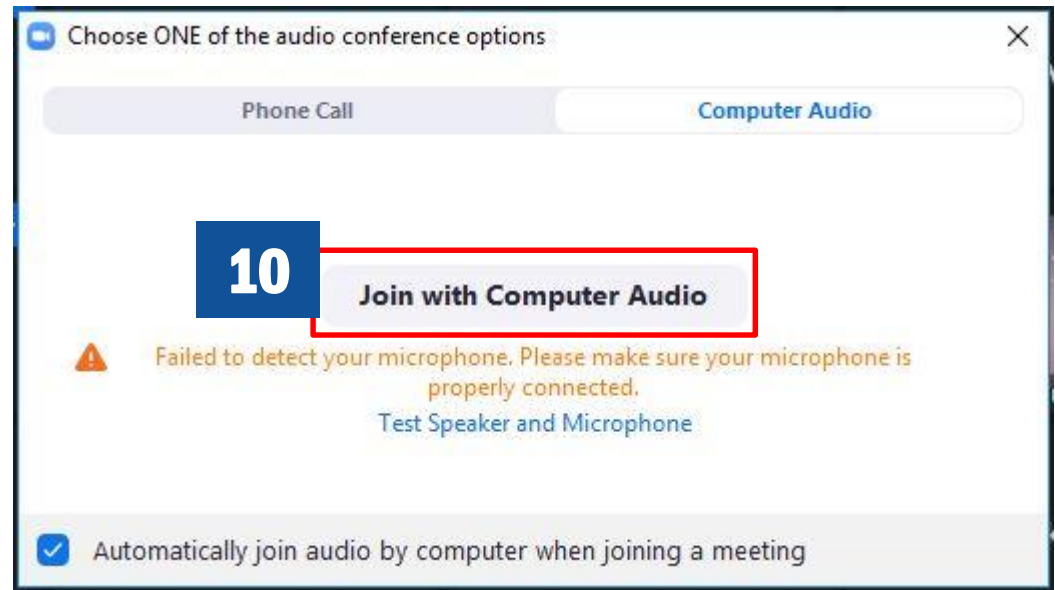 Choose ONE of the audio conference options
Phone Call
Computer Audio
10
Join with Computer Audio
Failed to detect your microphone. Please make sure your microphone is
properly connected.
Test Speaker and Microphone
Automatically join audio by computer when joining a meeting